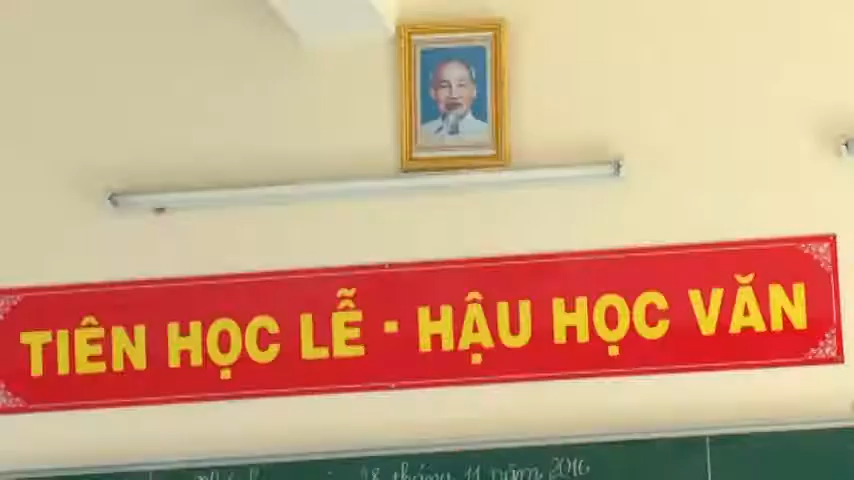 TIÊN HỌC LỄ - HẬU HỌC VĂN
18 tháng 11 năm 2016